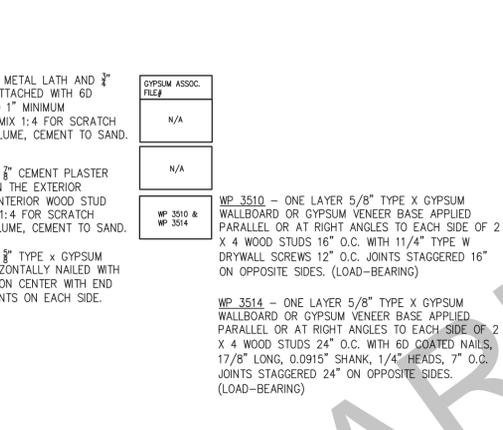 METAL LATH AND 3/4"
TTACHED WITH 6D
1" MINIMUM
MIX 1:4 FOR SCRATCH
LUME, CEMENT TO SAND.
7/8" CEMENT PLASTER
N THE EXTERIOR
NTERIOR WOOD STUD
1:4 FOR SCRATCH
LUME, CEMENT TO SAND.
5/8" TYPE x GYPSUM
ZONTALLY NAILED WITH
ON CENTER WITH END
NTS ON EACH SIDE.
GYPSUM ASSOC.
FILE#
N/A
N/A
WP 3510 &
WP 3514
WP 3510 – ONE LAYER 5/8" TYPE X GYPSUM
WALLBOARD OR GYPSUM VENEER BASE APPLIED
PARALLEL OR AT RIGHT ANGLES TO EACH SIDE OF 2
X 4 WOOD STUDS 16" O.C. WITH 11/4" TYPE W
DRYWALL SCREWS 12" O.C. JOINTS STAGGERED 16"
ON OPPOSITE SIDES. (LOAD-BEARING)
WP 3514 – ONE LAYER 5/8" TYPE X GYPSUM
WALLBOARD OR GYPSUM VENEER BASE APPLIED
PARALLEL OR AT RIGHT ANGLES TO EACH SIDE OF 2
X 4 WOOD STUDS 24" O.C. WITH 6D COATED NAILS,
17/8" LONG, 0.0915" SHANK, 1/4" HEADS, 7" O.C.
JOINTS STAGGERED 24" ON OPPOSITE SIDES.
(LOAD-BEARING)
AR